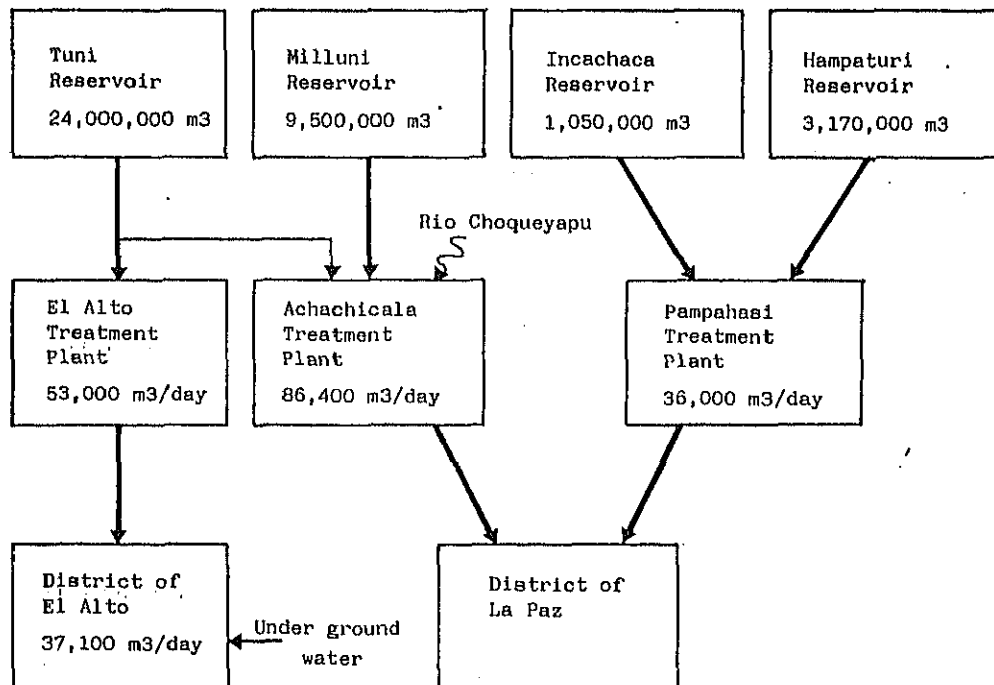 Tuni
Reservoir
24,000,000 m3
Milluni
Reservoir
9,500,000 m3
Incachaca
Reservoir
1,050,000 m3
Hampaturi
Reservoir
3,170,000 m3
Rio Choqueyapu
El Alto
Treatment
Plant
53,000 m3/day
Achachicala
Treatment
Plant
86,400 m3/day
Pampahasi
Treatment
Plant
36,000 m3/day
District of
El Alto
37,100 m3/day
Under ground
water
District of
La Paz